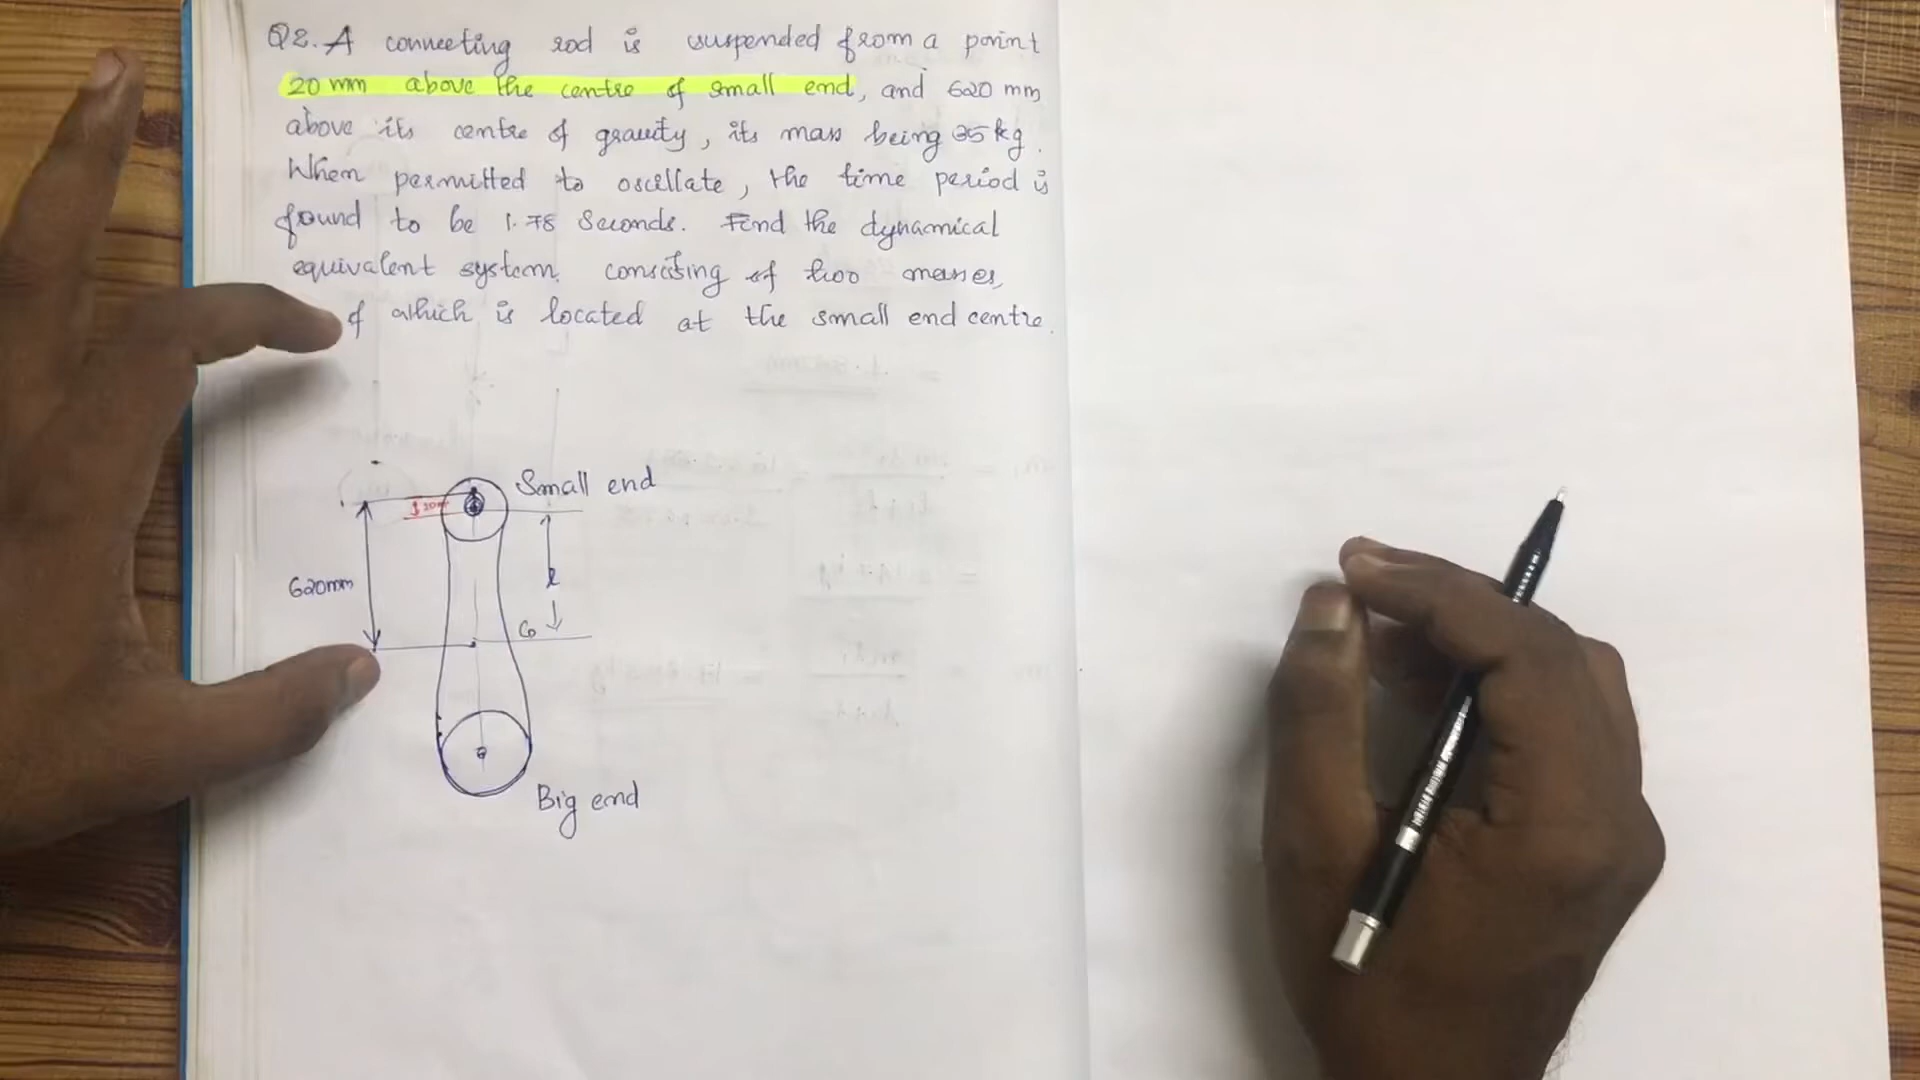 Q2. A connecting rod is suspended from a point
20 mm above the centre of small end, and 620 mm
above its centre of gravity, its mass being 35 kg.
When permitted to oscillate, the time period is
found to be 1.78 Seconds. Find the dynamical
equivalent system consisting of two masses,
of which is located at the small end centre.
Small end
620mm
l
G
Big end